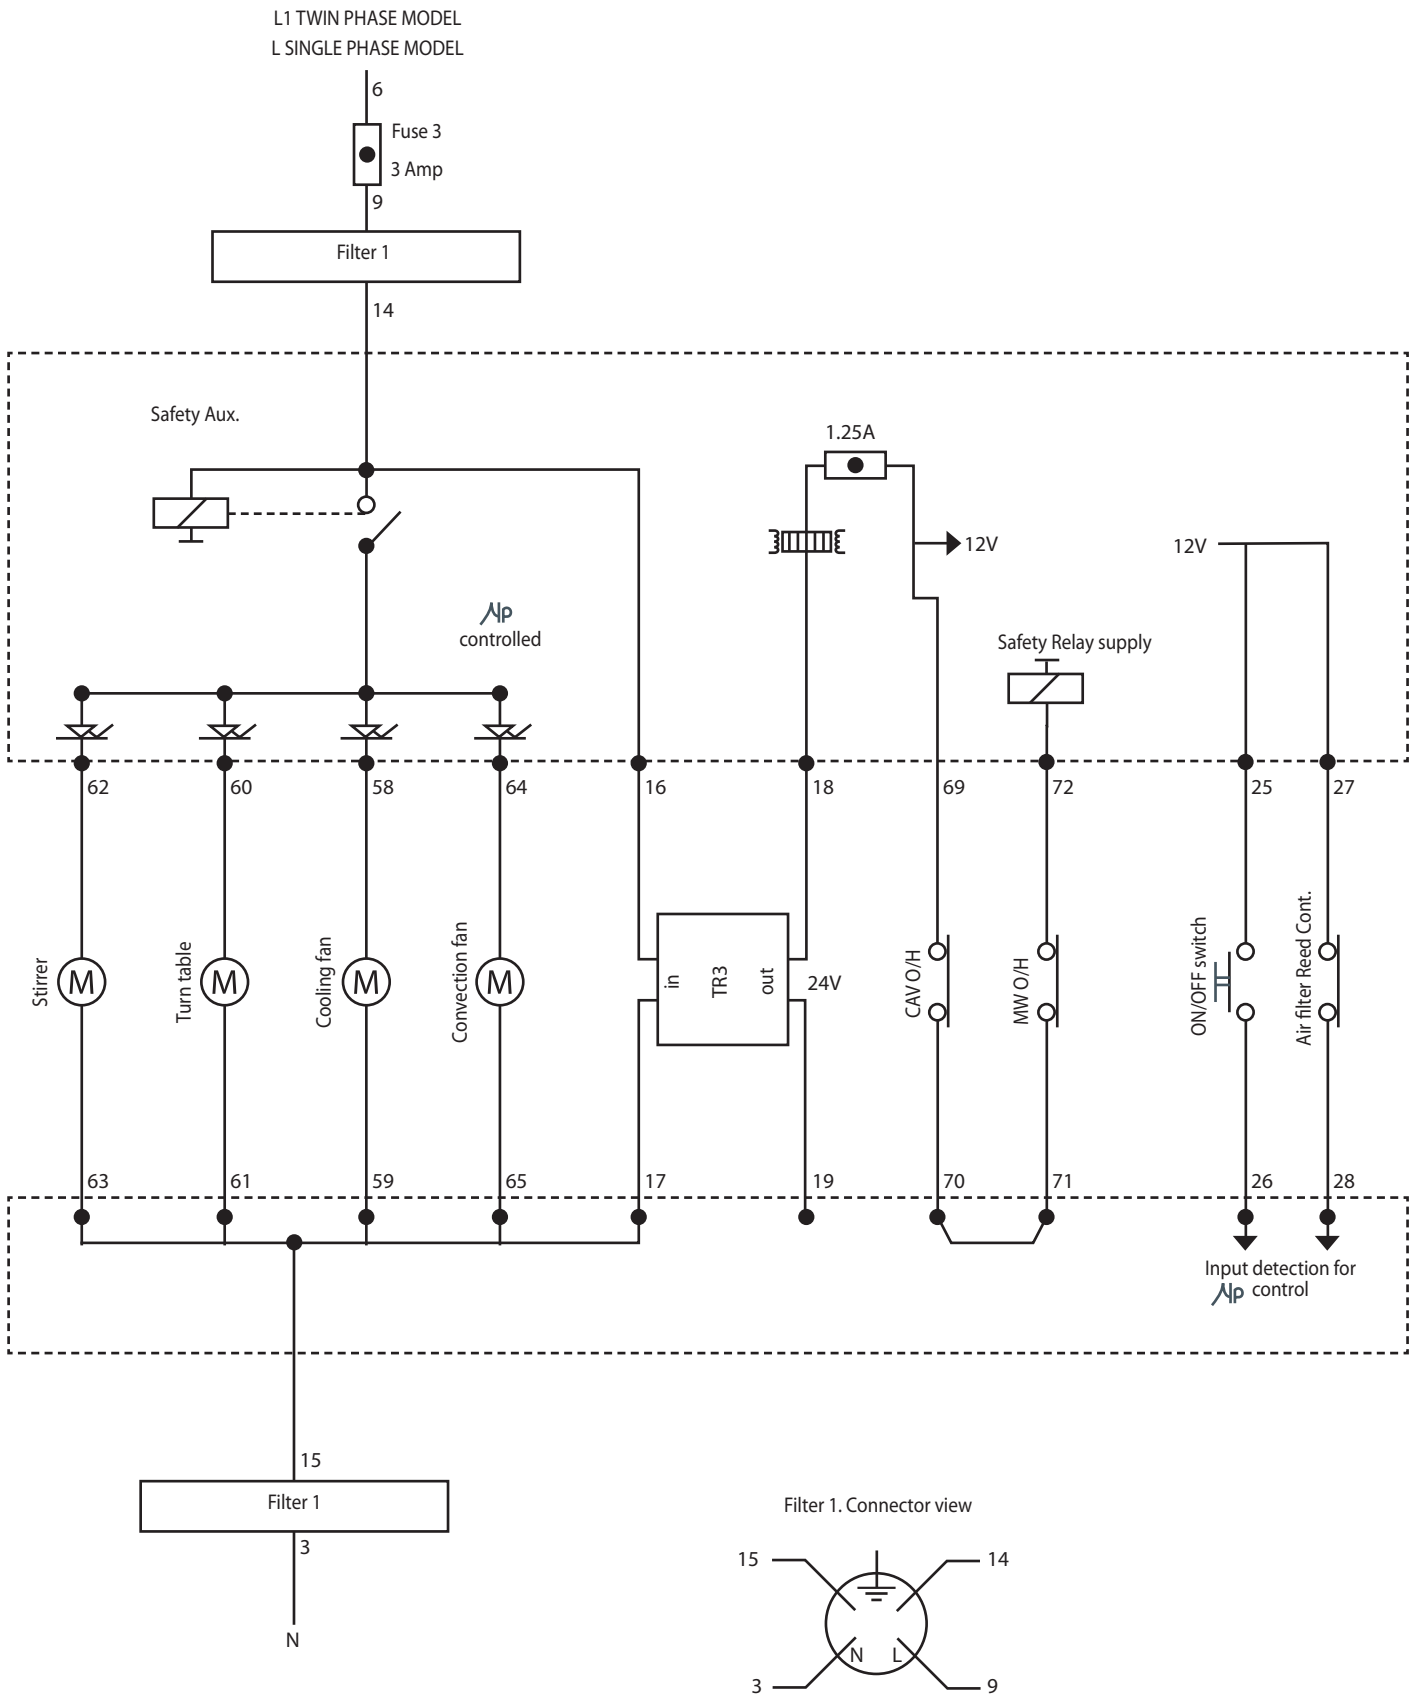 L1 TWIN PHASE MODEL
L SINGLE PHASE MODEL
6
Fuse 3
3 Amp
9
Filter 1
14
Safety Aux.
1.25A
12V
12V
controlled
Safety Relay supply
62
60
58
64
16
18
69
72
25
27
Stirrer
M
Turn table
M
Cooling fan
M
Convection fan
M
in
TR3
out
24V
CAV O/H
MW O/H
ON/OFF switch
Air filter Reed Cont.
63
61
59
65
17
19
70
71
26
28
Input detection for
control
15
Filter 1
3
N
Filter 1. Connector view
15
14
N
L
3
9